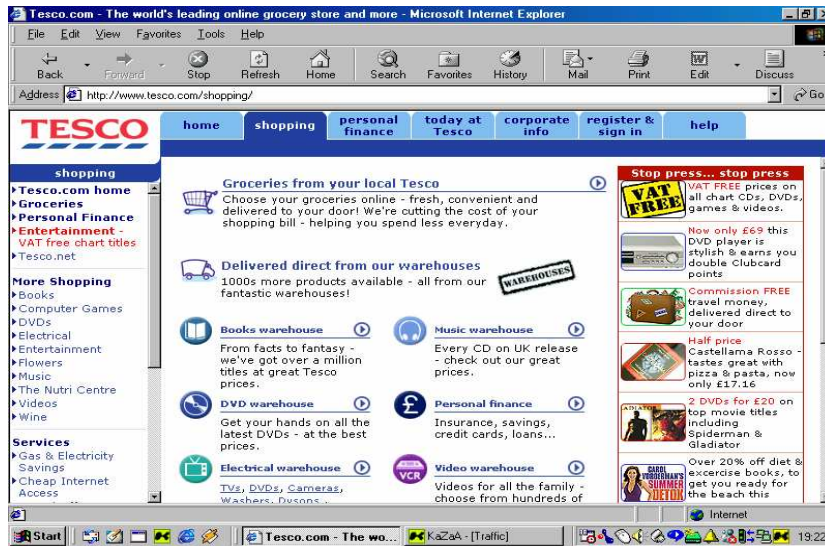 Tesco.com - The world's leading online grocery store and more - Microsoft Internet Explorer
File Edit View Favorites Tools Help
Back Forward Stop Refresh Home Search Favorites History Mail Print Edit Discuss
Address http://www.tesco.com/shopping/ Go
TESCO
home
shopping
personal
finance
today at
Tesco
corporate
info
register &
sign in
help
shopping
Tesco.com home
Groceries
Personal Finance
Entertainment -
VAT free chart titles
Tesco.net
More Shopping
Books
Computer Games
DVDs
Electrical
Entertainment
Flowers
Music
The Nutri Centre
Videos
Wine
Services
Gas & Electricity
Savings
Cheap Internet
Access
Groceries from your local Tesco
Choose your groceries online - fresh, convenient and
delivered to your door! We're cutting the cost of your
shopping bill - helping you spend less everyday.
Delivered direct from our warehouses
1000s more products available - all from our
fantastic warehouses!
WAREHOUSES
Books warehouse
From facts to fantasy -
we've got over a million
titles at great Tesco
prices.
Music warehouse
Every CD on UK release
- check out our great
prices.
DVD warehouse
Get your hands on all the
latest DVDs - at the best
prices.
£
Personal finance
Insurance, savings,
credit cards, loans...
Electrical warehouse
TVs, DVDs, Cameras,
Washers, Dysons,
VCR
Video warehouse
Videos for all the family -
choose from hundreds of
Stop press... stop press
VAT
FREE
VAT FREE prices on
all chart CDs, DVDs,
games & videos.
Now only £69 this
DVD player is
stylish & earns you
double Clubcard
points
Commission FREE
travel money,
delivered direct to
your door
Half price
Castellama Rosso -
tastes great with
pizza & pasta, now
only £17.16
2 DVDs for £20 on
top movie titles
including
Spiderman &
Gladiator
CAROL
VORDERMAN'S
SUMMER
DETOX
Over 20% off diet &
excercise books, to
get you ready for
the beach this
Internet
Start
Tesco.com - The wo...
KaZaA - [Traffic]
19:22